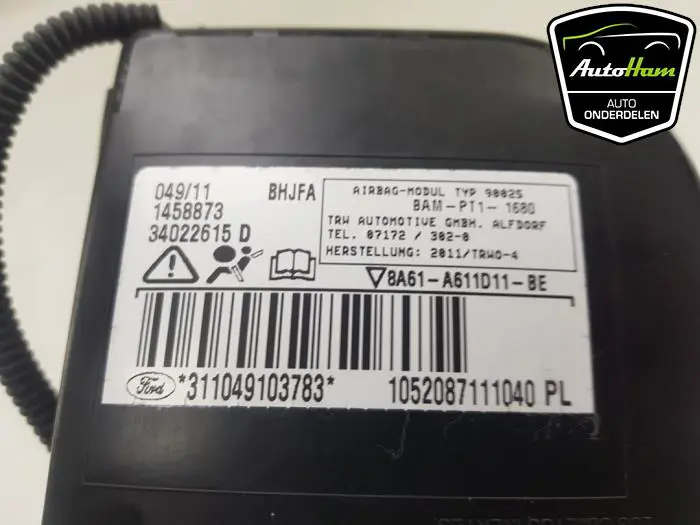 AutoHam
AUTO
ONDERDELEN
049/11
BHJFA
1458873
34022615 D
AIRBAG-MODUL TYP 90025
BAM-PT1- 1680
TRW AUTOMOTIVE GMBH. ALFDORF
TEL. 07172 / 302-0
HERSTELLUNG: 2011/TRWO-4
8A61-A611D11-BE
Ford
*311049103783*
1052087111040 PL